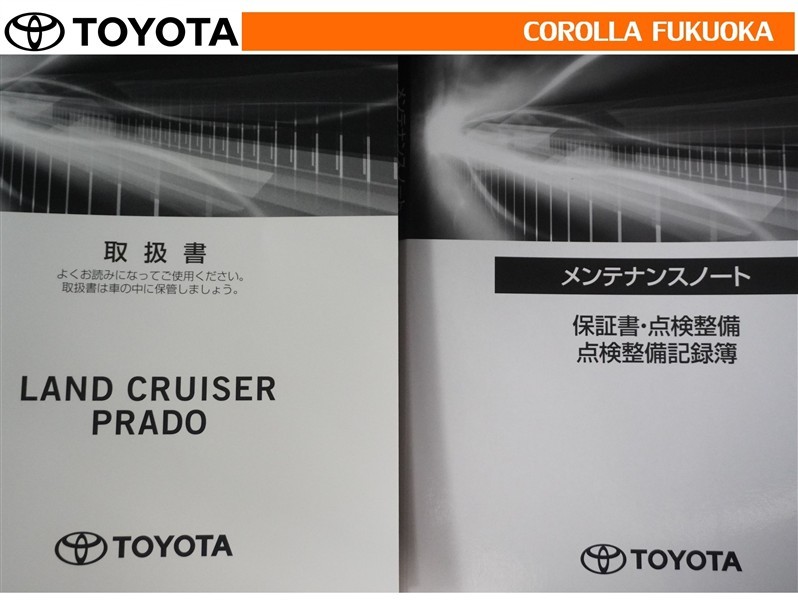 TOYOTA
COROLLA FUKUOKA
取扱書
よくお読みになってご使用ください。
取扱書は車の中に保管しましょう。
LAND CRUISER
PRADO
TOYOTA
メンテナンスノート
保証書・点検整備
点検整備記録簿
TOYOTA